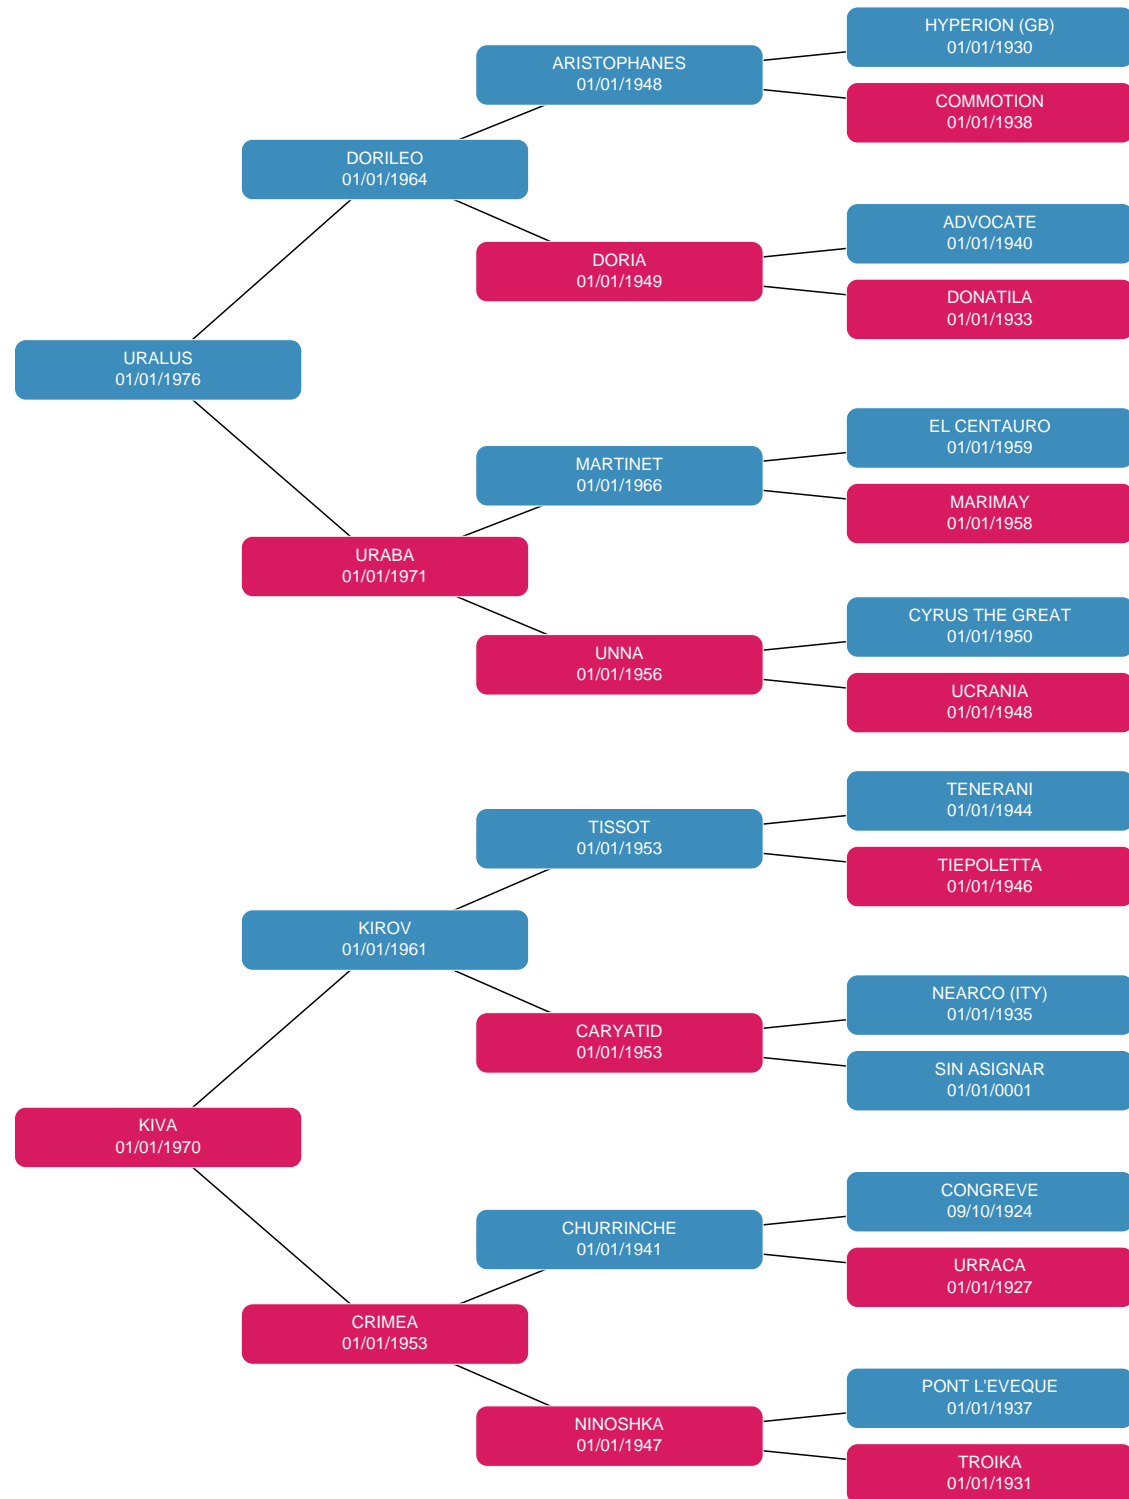 HYPERION (GB)
01/01/1930
ARISTOPHANES
01/01/1948
COMMOTION
01/01/1938
DORILEO
01/01/1964
ADVOCATE
01/01/1940
DORIA
01/01/1949
DONATILA
01/01/1933
URALUS
01/01/1976
EL CENTAURO
01/01/1959
MARTINET
01/01/1966
MARIMAY
01/01/1958
URABA
01/01/1971
CYRUS THE GREAT
01/01/1950
UNNA
01/01/1956
UCRANIA
01/01/1948
TENERANI
01/01/1944
TISSOT
01/01/1953
TIEPOLETTA
01/01/1946
KIROV
01/01/1961
NEARCO (ITY)
01/01/1935
CARYATID
01/01/1953
SIN ASIGNAR
01/01/0001
KIVA
01/01/1970
CONGREVE
09/10/1924
CHURRINCHE
01/01/1941
URRACA
01/01/1927
CRIMEA
01/01/1953
PONT L'EVEQUE
01/01/1937
NINOSHKA
01/01/1947
TROIKA
01/01/1931